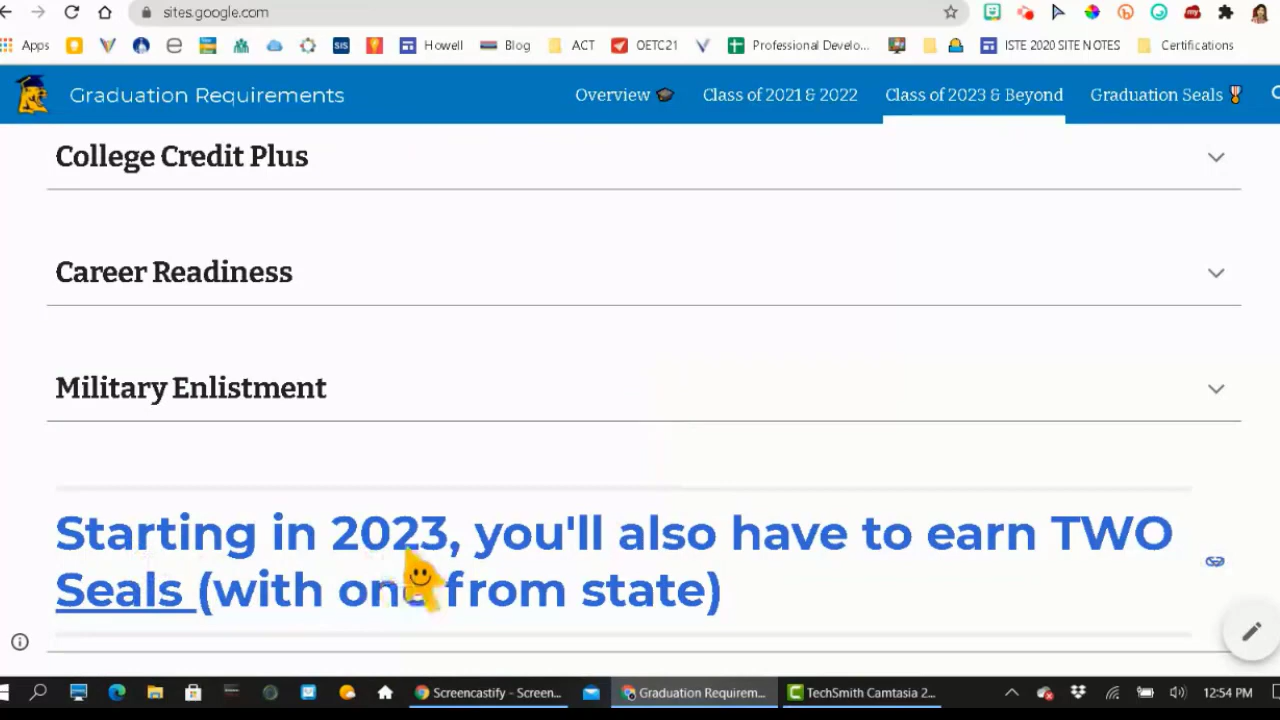 sites.google.com
Apps
SIS
Howell
Blog
ACT
OETC21
Professional Develo...
ISTE 2020 SITE NOTES
Certifications
Graduation Requirements
Overview
Class of 2021 & 2022
Class of 2023 & Beyond
Graduation Seals
College Credit Plus
Career Readiness
Military Enlistment
Starting in 2023, you'll also have to earn TWO
Seals (with one from state)
Screencastify - Screen...
Graduation Requirem...
TechSmith Camtasia 2...
12:54 PM